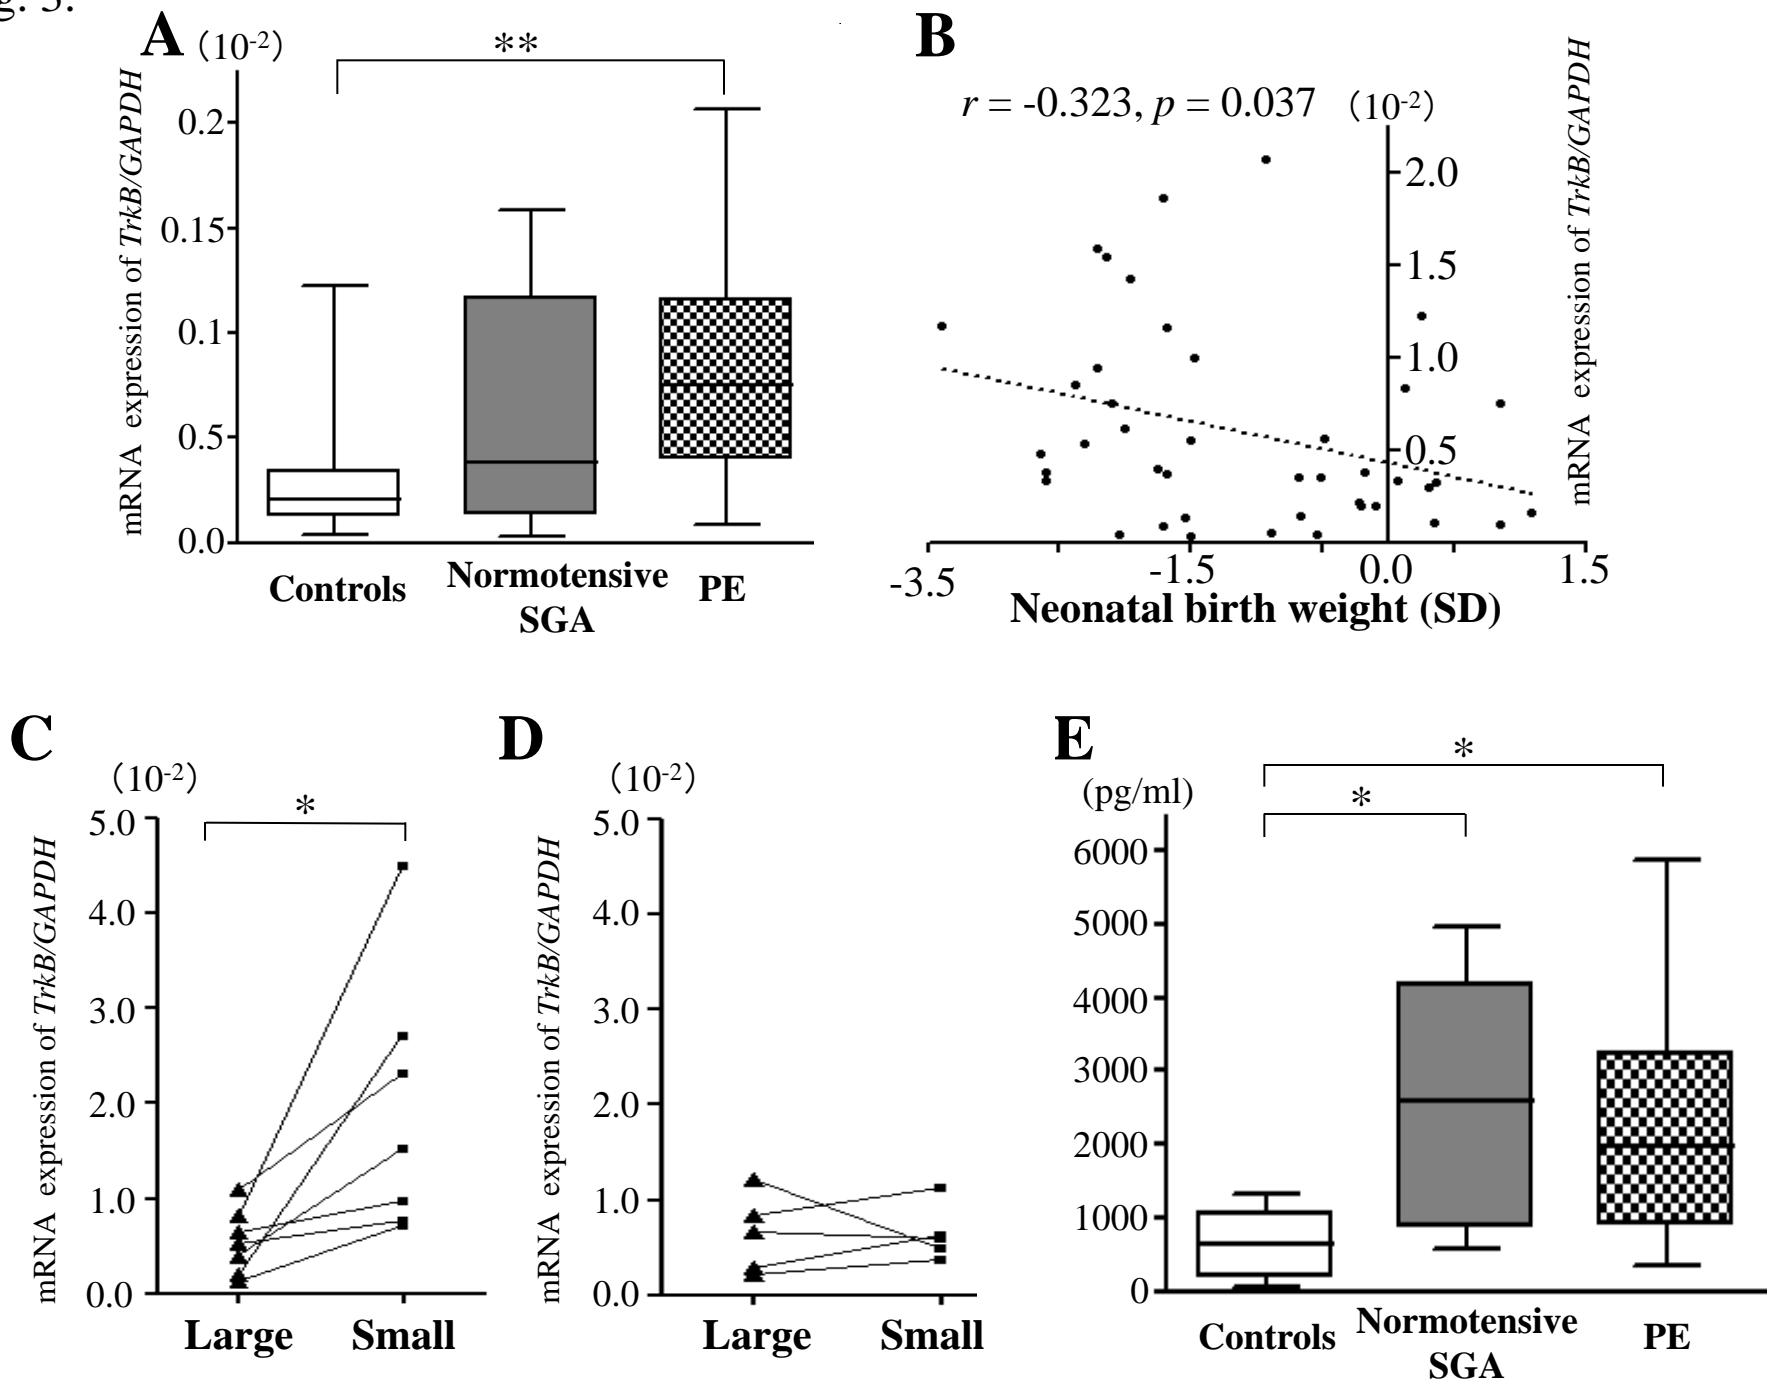 g. 3.
A (10-2)
**
mRNA expression of TrkB/GAPDH
0.2
0.15
0.1
0.5
0.0
Controls
Normotensive
SGA
PE
B
r = -0.323, p = 0.037 (10-2)
mRNA expression of TrkB/GAPDH
2.0
1.5
1.0
0.5
-3.5
-1.5
0.0
1.5
Neonatal birth weight (SD)
C
(10-2)
*
mRNA expression of TrkB/GAPDH
5.0
4.0
3.0
2.0
1.0
0.0
Large
Small
D
(10-2)
mRNA expression of TrkB/GAPDH
5.0
4.0
3.0
2.0
1.0
0.0
Large
Small
E
(pg/ml)
*
*
6000
5000
4000
3000
2000
1000
0
Controls
Normotensive
SGA
PE